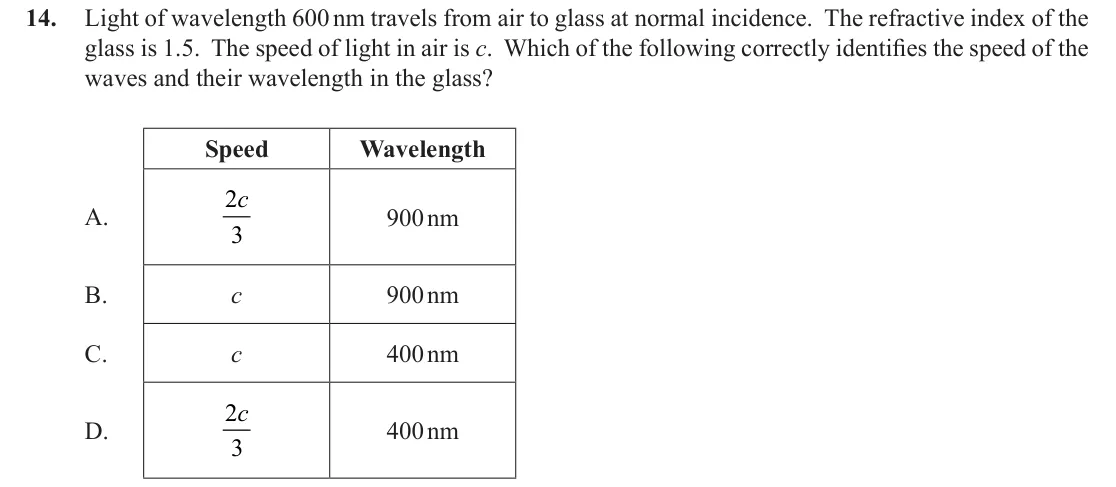 14. Light of wavelength 600 nm travels from air to glass at normal incidence. The refractive index of the
glass is 1.5. The speed of light in air is c. Which of the following correctly identifies the speed of the
waves and their wavelength in the glass?
Speed Wavelength
A. 2c/3 900 nm
B. c 900 nm
C. c 400 nm
D. 2c/3 400 nm